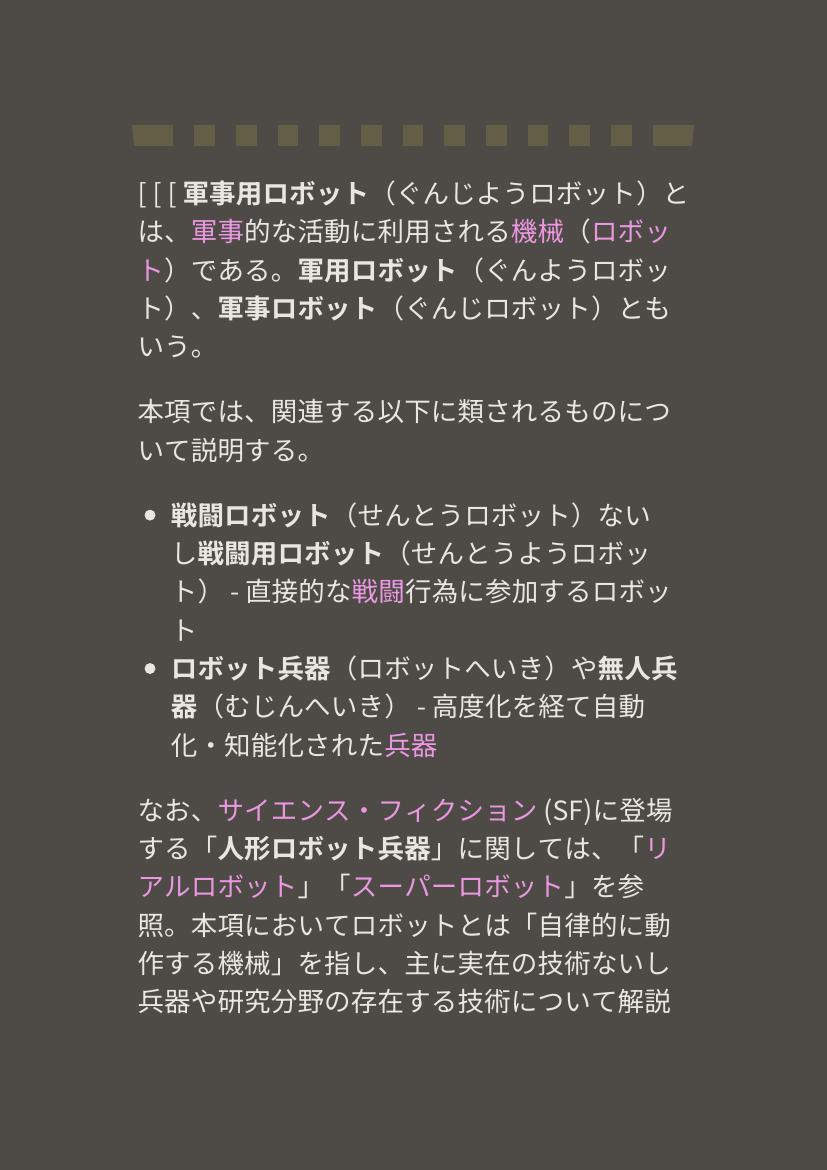 [ [ [ 軍事用ロボット（ぐんじようロボット）と
は、軍事的な活動に利用される機械（ロボッ
ト）である。軍用ロボット（ぐんようロボッ
ト）、軍事ロボット（ぐんじロボット）とも
いう。
本項では、関連する以下に類されるものにつ
いて説明する。
• 戦闘ロボット（せんとうロボット）ない
し戦闘用ロボット（せんとうようロボッ
ト） - 直接的な戦闘行為に参加するロボッ
ト
• ロボット兵器（ロボットへいき）や無人兵
器（むじんへいき） - 高度化を経て自動
化・知能化された兵器
なお、サイエンス・フィクション (SF)に登場
する「人形ロボット兵器」に関しては、「リ
アルロボット」「スーパーロボット」を参
照。本項においてロボットとは「自律的に動
作する機械」を指し、主に実在の技術ないし
兵器や研究分野の存在する技術について解説